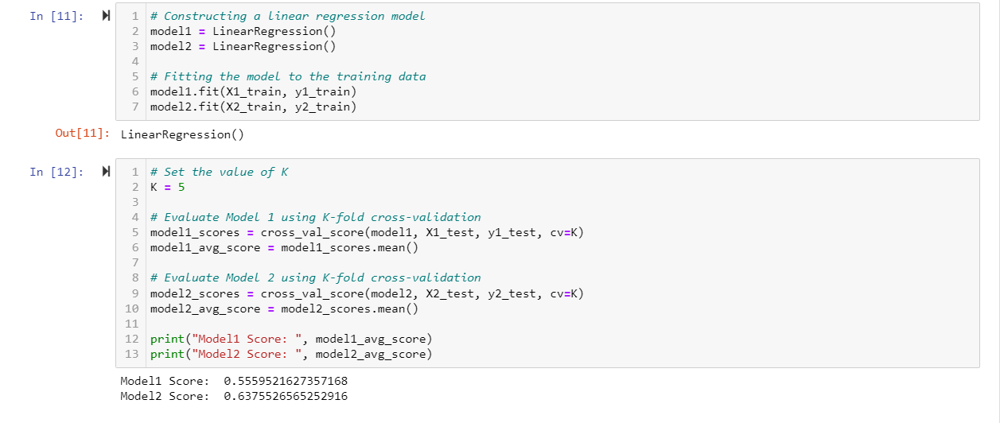 In [11]:
1 # Constructing a linear regression model
2 model1 = LinearRegression()
3 model2 = LinearRegression()
4
5 # Fitting the model to the training data
6 model1.fit(X1_train, y1_train)
7 model2.fit(X2_train, y2_train)
Out[11]: LinearRegression()
In [12]:
1 # Set the value of K
2 K = 5
3
4 # Evaluate Model 1 using K-fold cross-validation
5 model1_scores = cross_val_score(model1, X1_test, y1_test, cv=K)
6 model1_avg_score = model1_scores.mean()
7
8 # Evaluate Model 2 using K-fold cross-validation
9 model2_scores = cross_val_score(model2, X2_test, y2_test, cv=K)
10 model2_avg_score = model2_scores.mean()
11
12 print("Model1 Score: ", model1_avg_score)
13 print("Model2 Score: ", model2_avg_score)
Model1 Score:  0.5559521627357168
Model2 Score:  0.6375526565252916